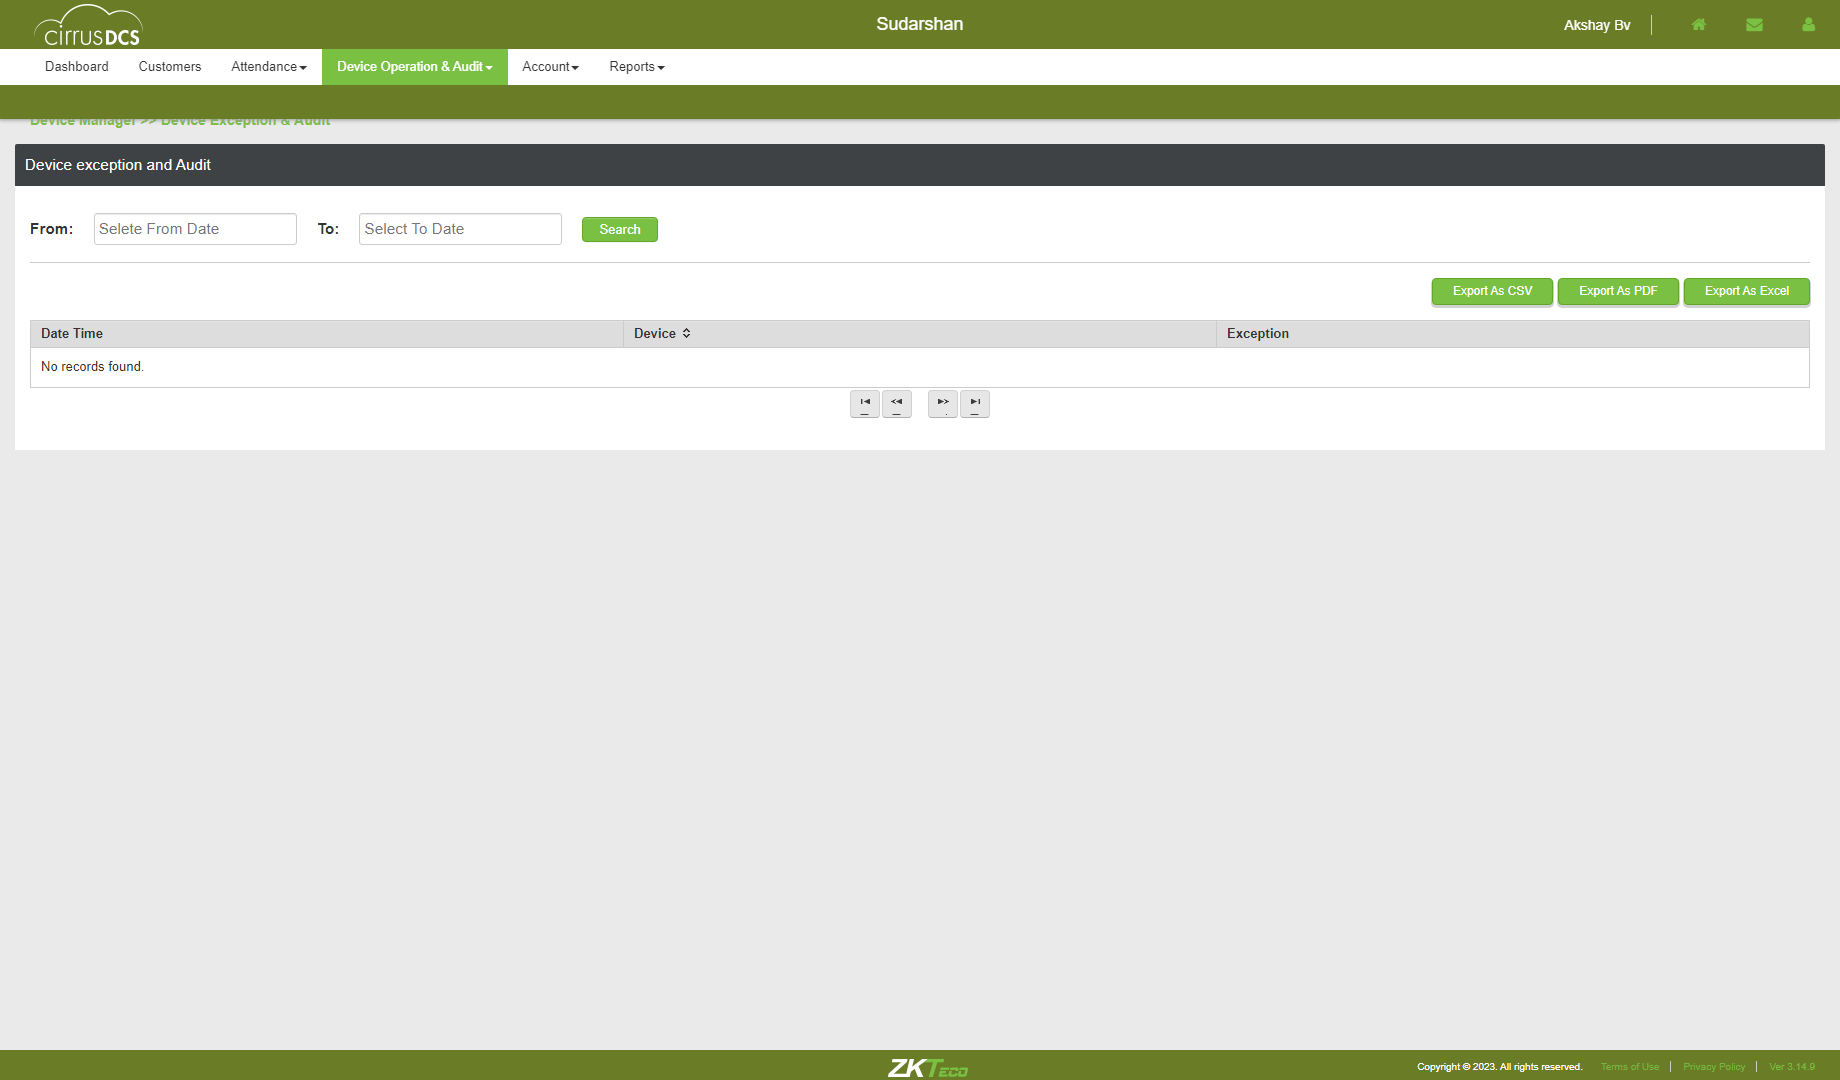 cirrusDCS
Sudarshan
Akshay Bv
Dashboard Customers Attendance Device Operation & Audit Account Reports
Device Manager >> Device Exception & Audit
Device exception and Audit
From: Selete From Date To: Select To Date Search
Export As CSV Export As PDF Export As Excel
Date Time Device Exception
No records found.
ZKTeco
Copyright © 2023. All rights reserved. Terms of Use | Privacy Policy | Ver 3.14.9